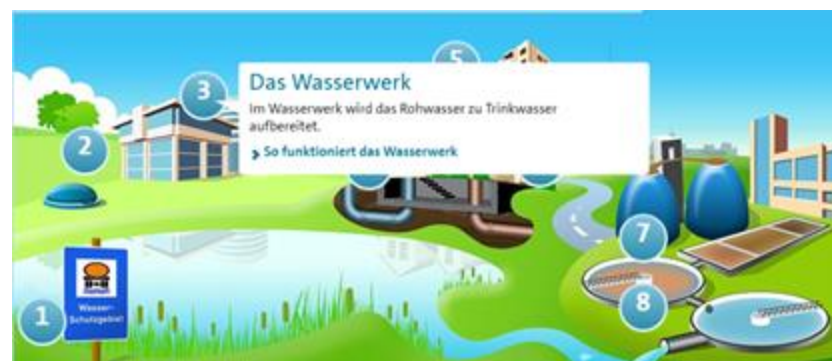 5
3
Das Wasserwerk
Im Wasserwerk wird das Rohwasser zu Trinkwasser
aufbereitet.
So funktioniert das Wasserwerk
2
7
8
1
Wasser-
Schutzgebiet